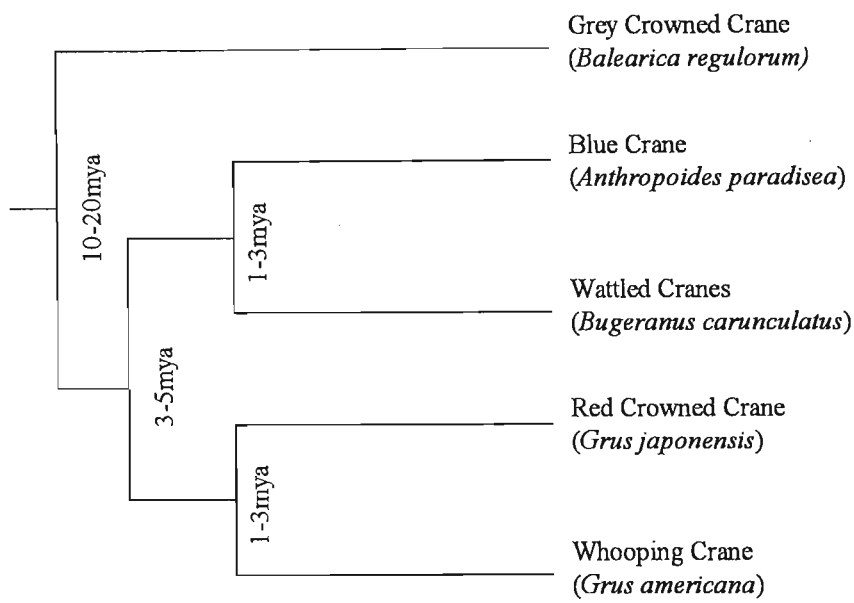 Grey Crowned Crane
(Balearica regulorum)
10-20mya
Blue Crane
(Anthropoides paradisea)
1-3mya
Wattled Cranes
(Bugeranus carunculatus)
3-5mya
Red Crowned Crane
(Grus japonensis)
1-3mya
Whooping Crane
(Grus americana)